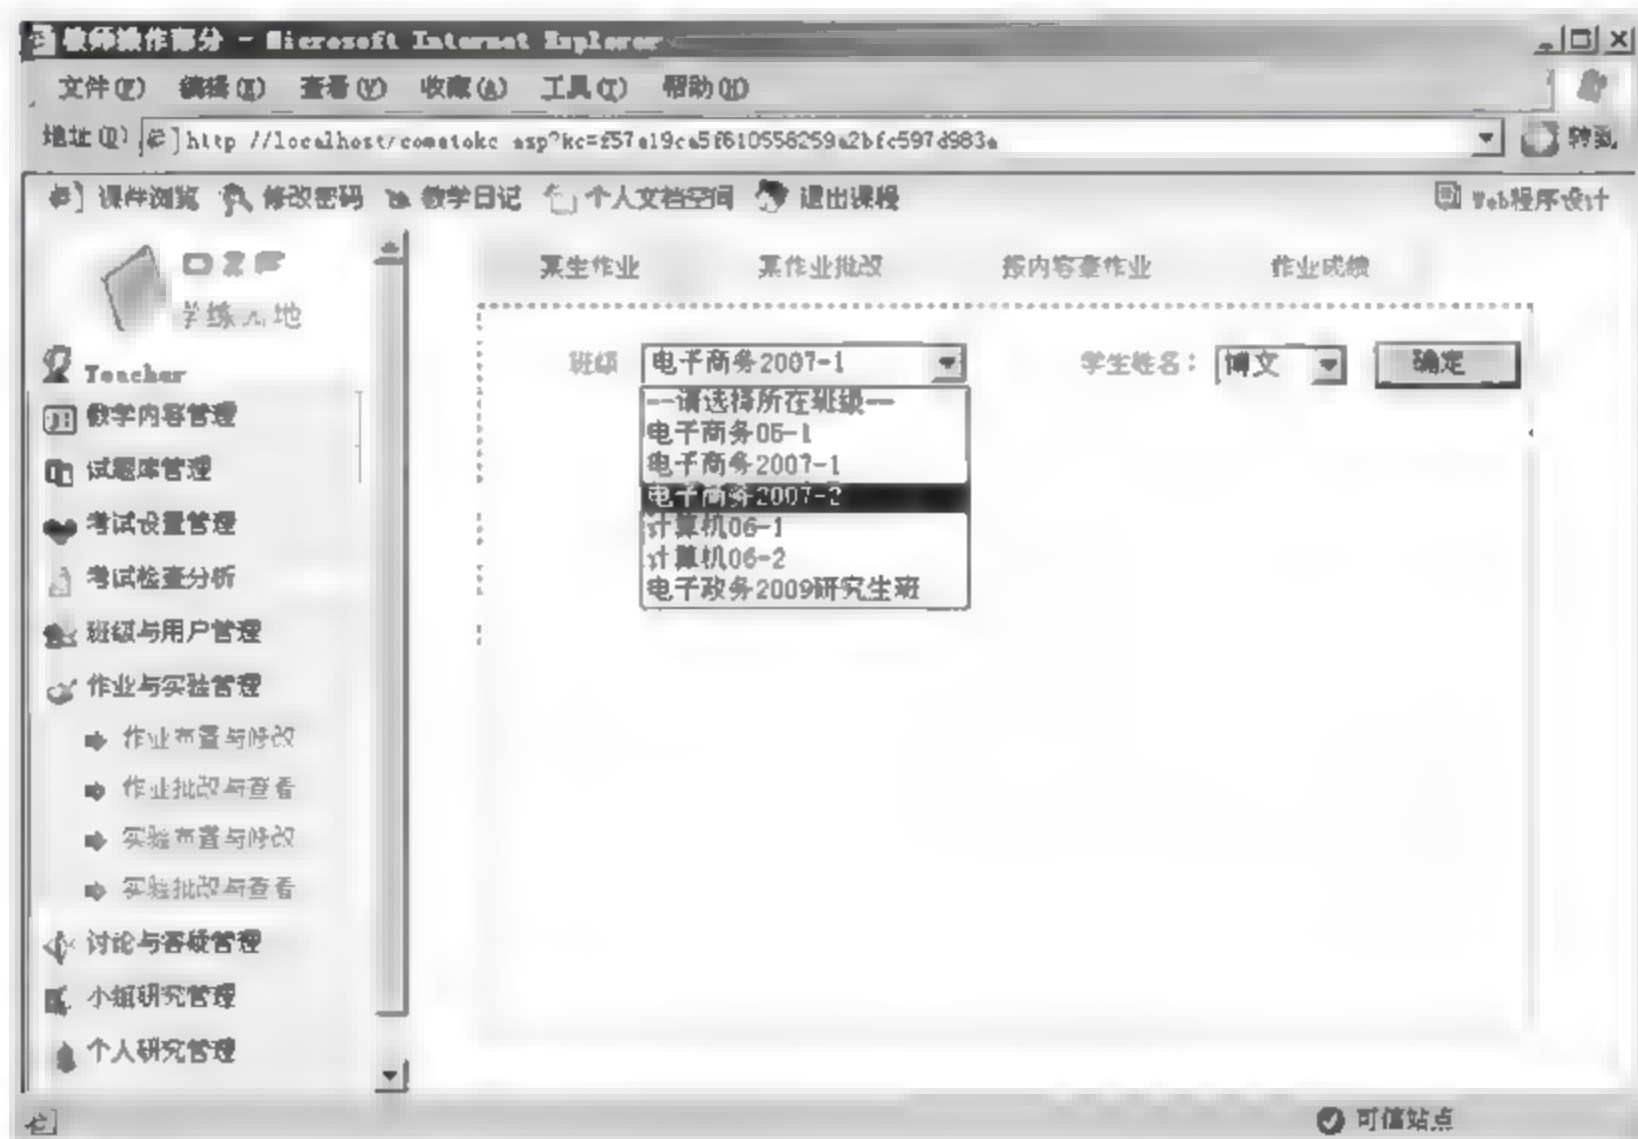 教师操作部分 - Microsoft Internet Explorer
文件(F) 编辑(E) 查看(V) 收藏(A) 工具(T) 帮助(H)
地址(D) http //localhost/comatokc asp?kc=f57a19ca5f610558259a2bfc597d983a 转到
课件浏览 修改密码 教学日记 个人文档空间 退出课程 Web程序设计
学练 地
Teacher
教学内容管理
试题库管理
考试设置管理
考试检查分析
班级与用户管理
作业与实验管理
作业布置与修改
作业批改与查看
实验布置与修改
实验批改与查看
讨论与答疑管理
小组研究管理
个人研究管理
某生作业 某作业批改 按内容查作业 作业成绩
班级 电子商务2007-1 学生姓名: 博文 确定
--请选择所在班级--
电子商务06-1
电子商务2007-1
电子商务2007-2
计算机06-1
计算机06-2
电子政务2009研究生班
可信站点